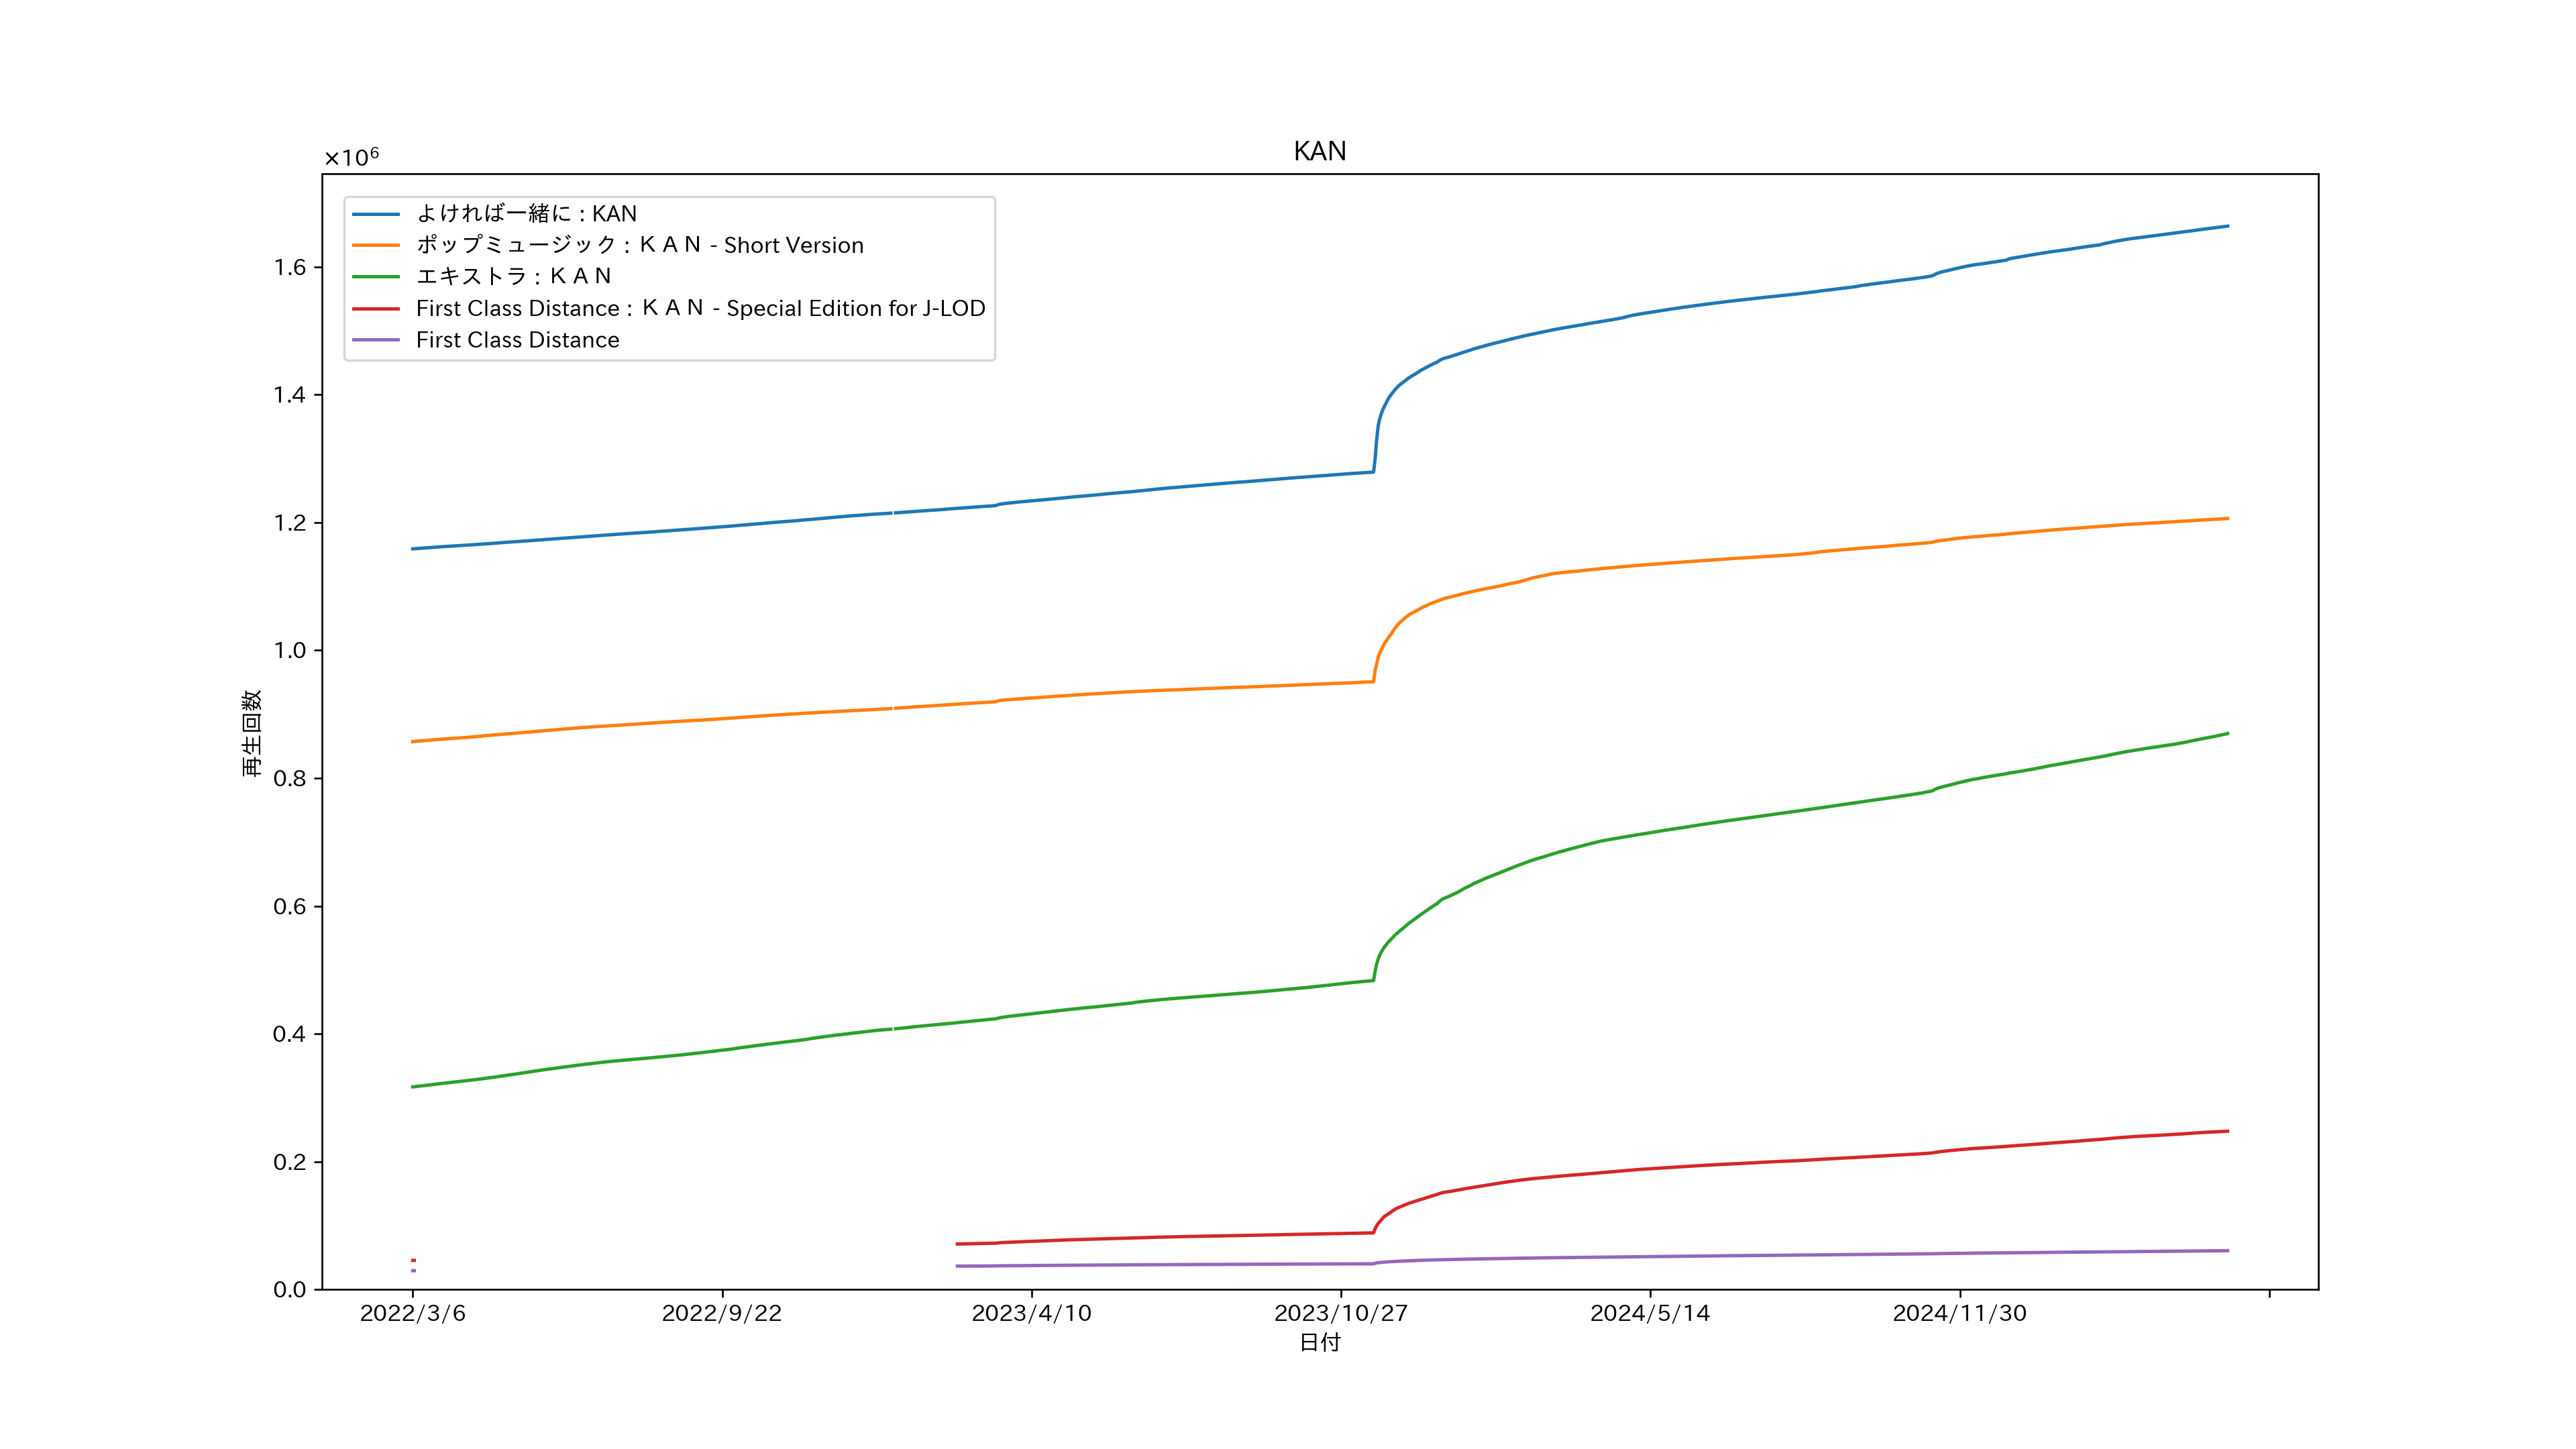 KAN
×10⁶
よければ一緒に : KAN
ポップミュージック : ＫＡＮ - Short Version
エキストラ : ＫＡＮ
First Class Distance : ＫＡＮ - Special Edition for J-LOD
First Class Distance
1.6
1.4
1.2
1.0
0.8
0.6
0.4
0.2
0.0
再生回数
2022/3/6
2022/9/22
2023/4/10
2023/10/27
2024/5/14
2024/11/30
日付